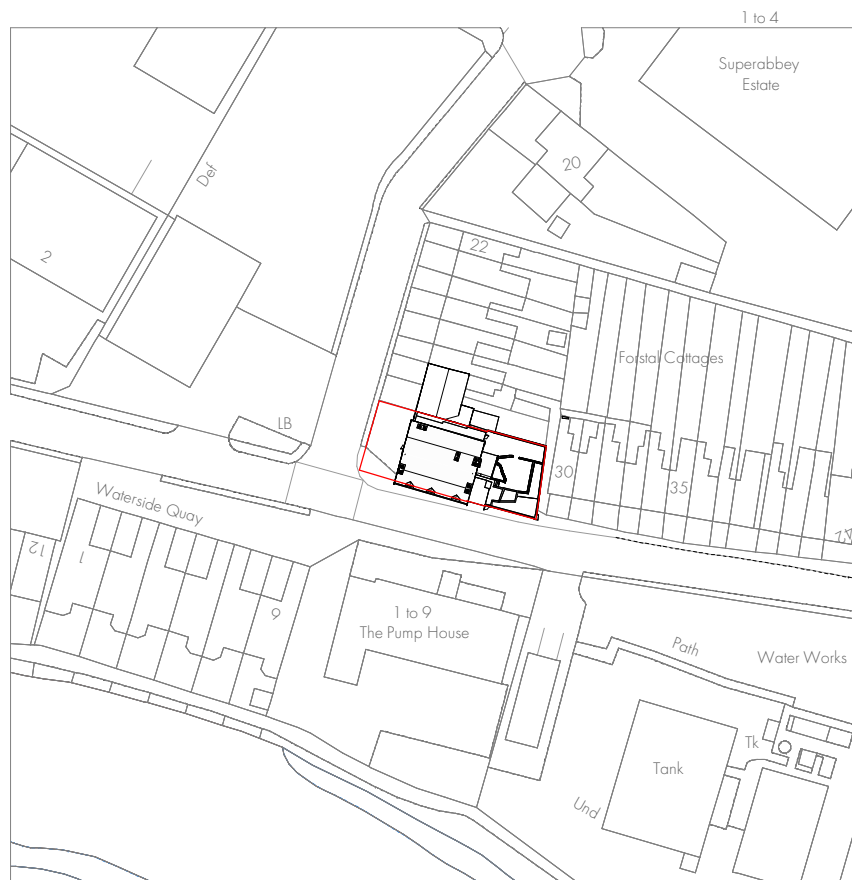 1 to 4
Superabbey
Estate
Def
20
2
22
Forstal Cottages
LB
30
35
Waterside Quay
12
1
9
1 to 9
The Pump House
Path
Water Works
Tk
Tank
Und